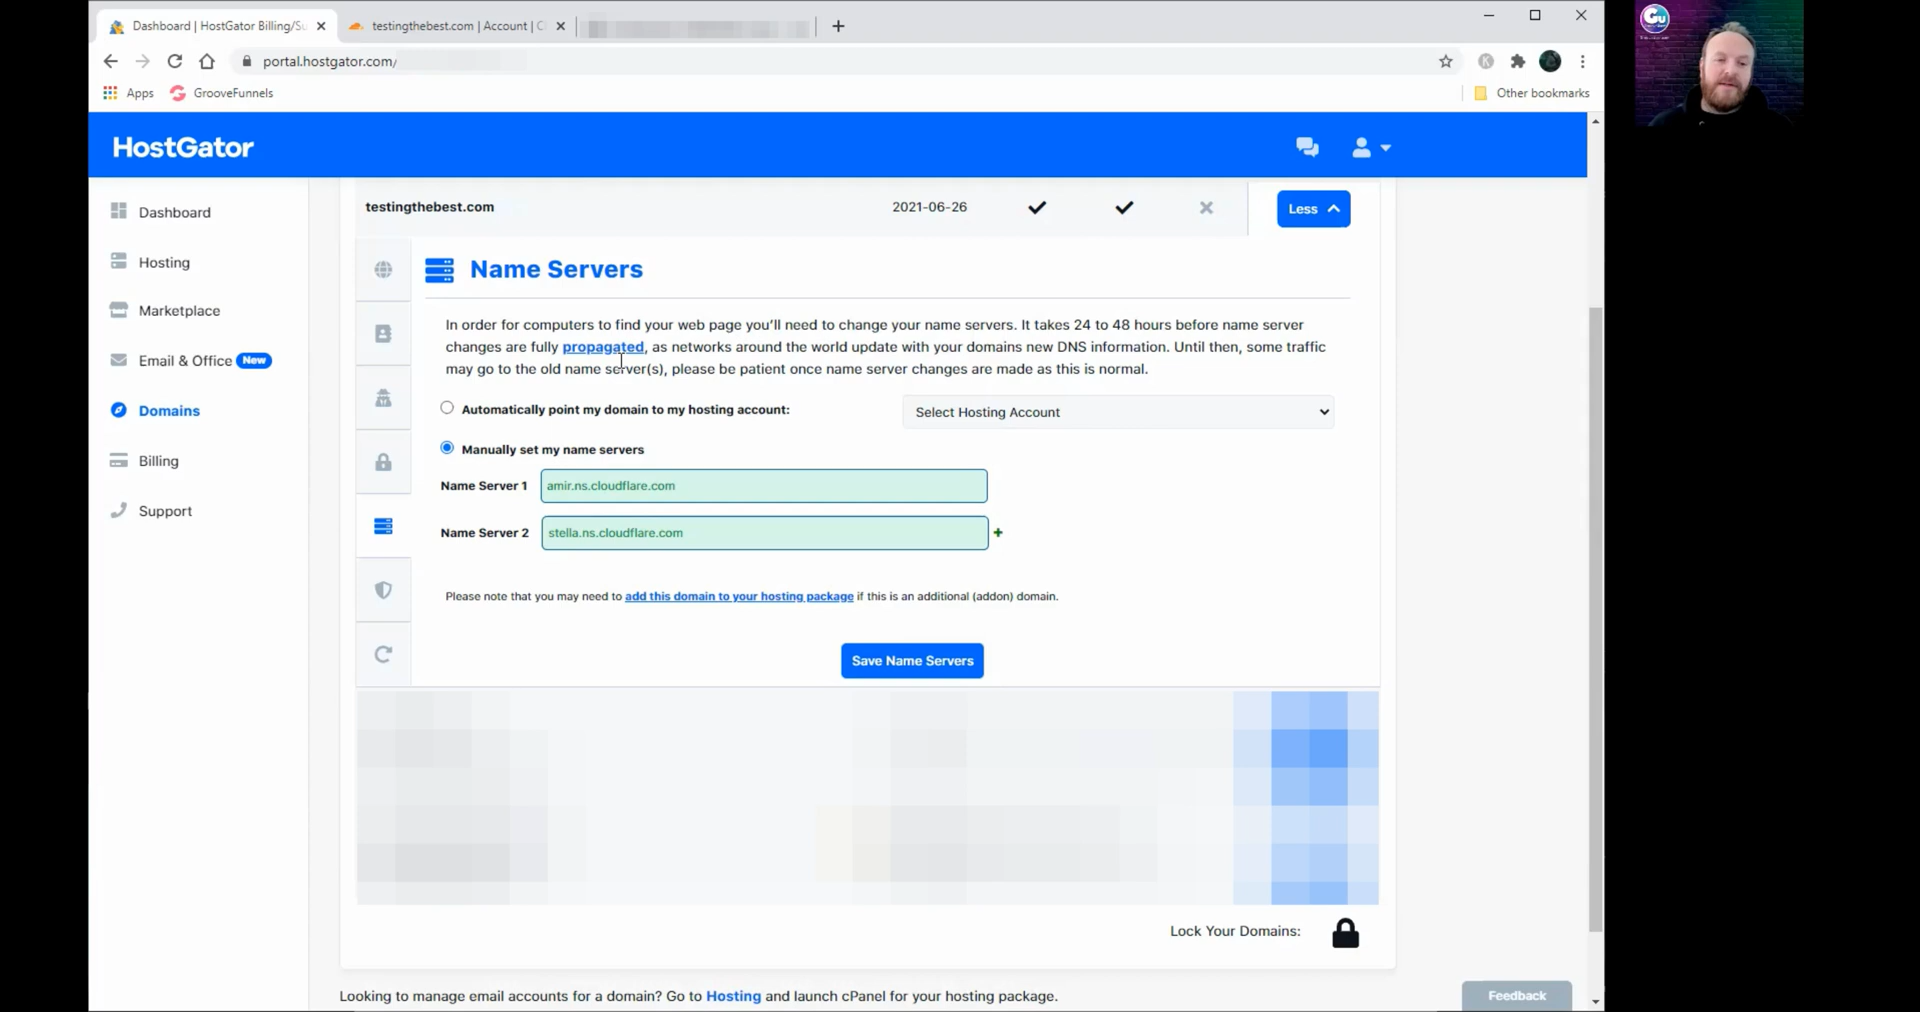 Dashboard | HostGator Billing/Su
testingthebest.com | Account | C
portal.hostgator.com/
Apps
GrooveFunnels
Other bookmarks
HostGator
Dashboard
Hosting
Marketplace
Email & Office New
Domains
Billing
Support
testingthebest.com 2021-06-26 Less
Name Servers
In order for computers to find your web page you'll need to change your name servers. It takes 24 to 48 hours before name server
changes are fully propagated, as networks around the world update with your domains new DNS information. Until then, some traffic
may go to the old name server(s), please be patient once name server changes are made as this is normal.
Automatically point my domain to my hosting account: Select Hosting Account
Manually set my name servers
Name Server 1 amir.ns.cloudflare.com
Name Server 2 stella.ns.cloudflare.com
Please note that you may need to add this domain to your hosting package if this is an additional (addon) domain.
Save Name Servers
Lock Your Domains:
Looking to manage email accounts for a domain? Go to Hosting and launch cPanel for your hosting package.
Feedback
Gu